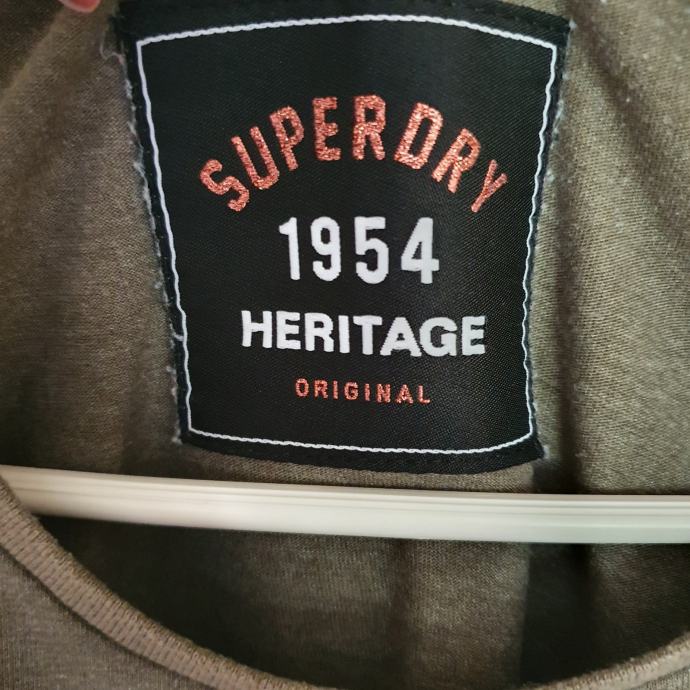 SUPERDRY
1954
HERITAGE
ORIGINAL